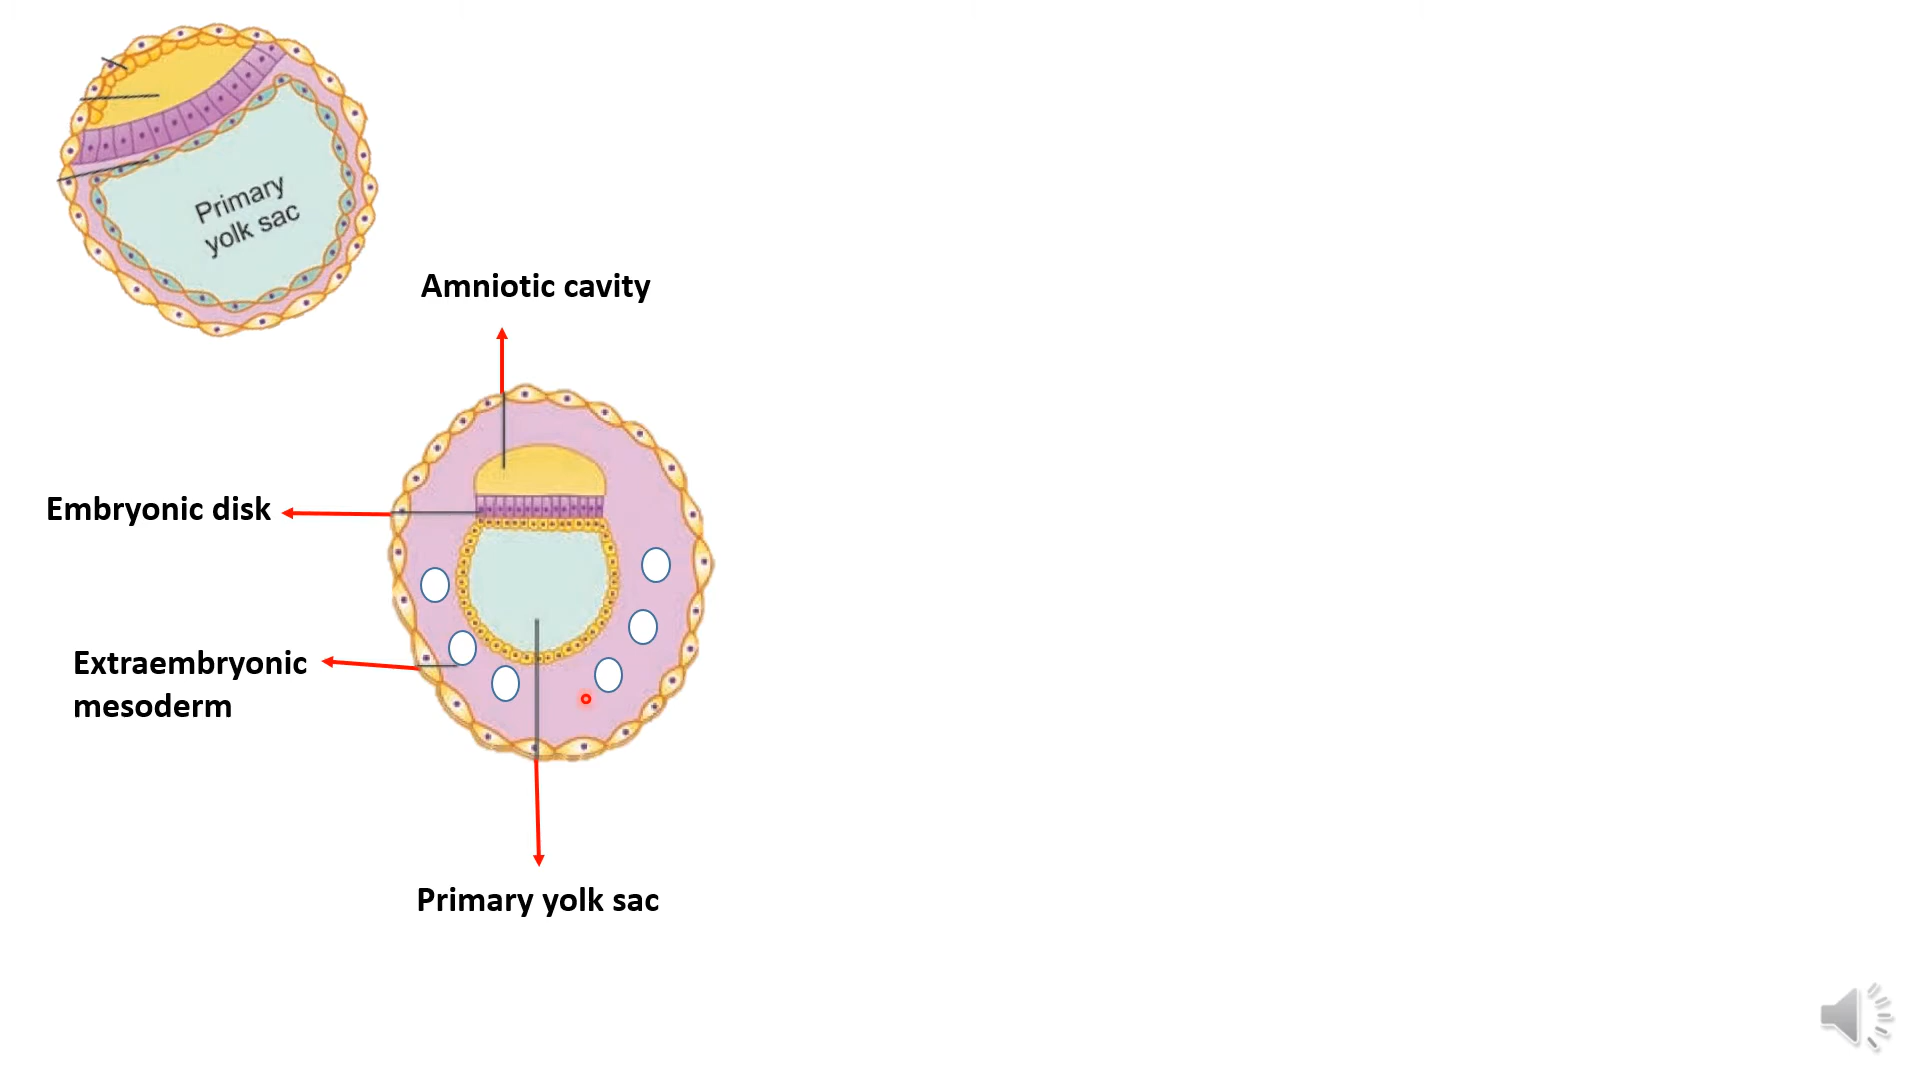 Primary
yolk sac
Amniotic cavity
Embryonic disk
Extraembryonic
mesoderm
Primary yolk sac